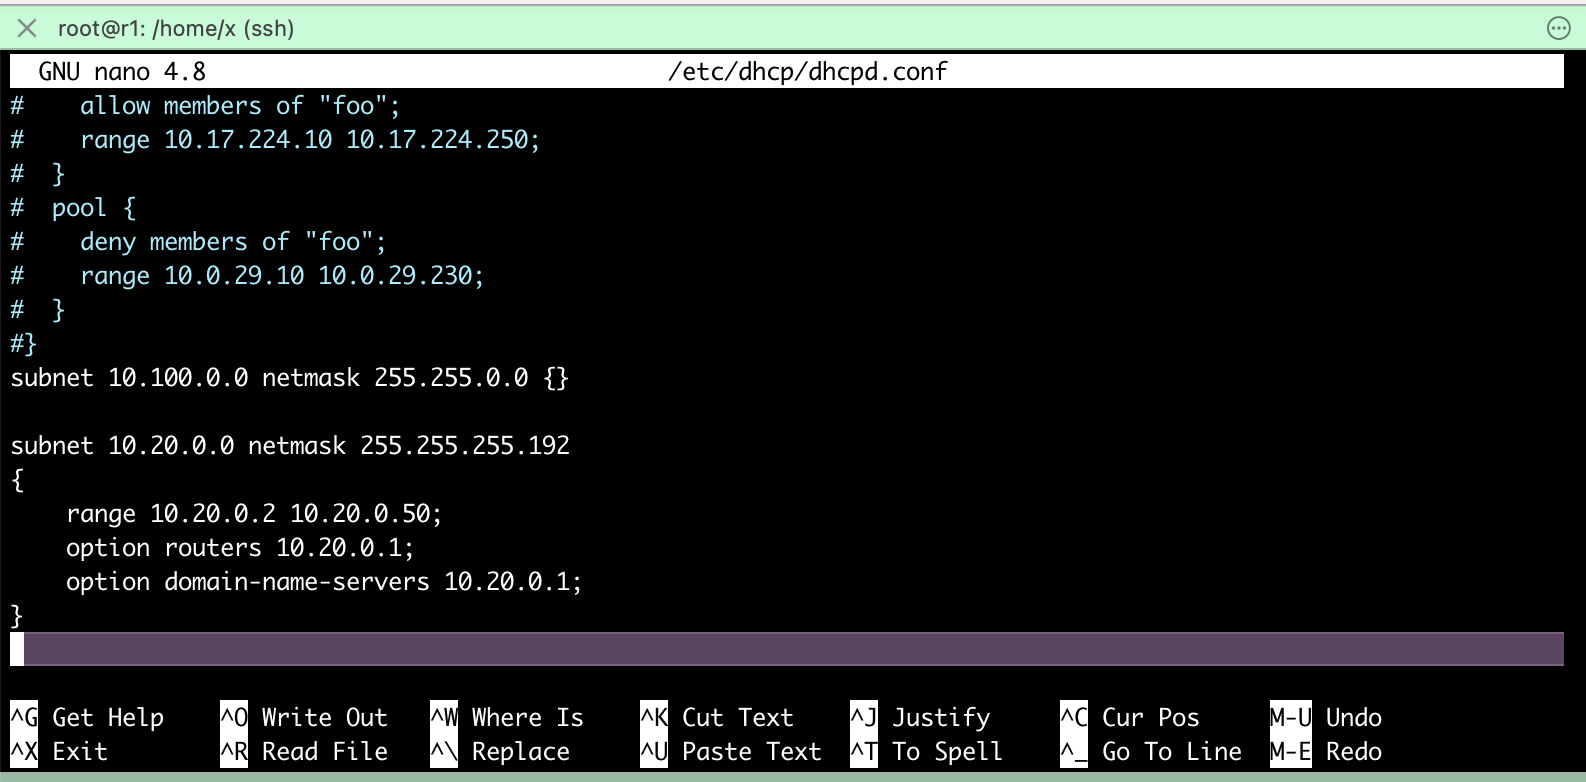 root@r1: /home/x (ssh)
GNU nano 4.8 /etc/dhcp/dhcpd.conf
#    allow members of "foo";
#    range 10.17.224.10 10.17.224.250;
#  }
#  pool {
#    deny members of "foo";
#    range 10.0.29.10 10.0.29.230;
#  }
#}
subnet 10.100.0.0 netmask 255.255.0.0 {}
subnet 10.20.0.0 netmask 255.255.255.192
{
    range 10.20.0.2 10.20.0.50;
    option routers 10.20.0.1;
    option domain-name-servers 10.20.0.1;
}
^G Get Help ^O Write Out ^W Where Is ^K Cut Text ^J Justify ^C Cur Pos M-U Undo
^X Exit ^R Read File ^\ Replace ^U Paste Text ^T To Spell ^_ Go To Line M-E Redo